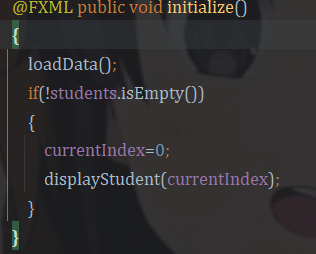 @FXML public void initialize()
{
loadData();
if(!students.isEmpty())
{
currentIndex=0;
displayStudent(currentIndex);
}
}